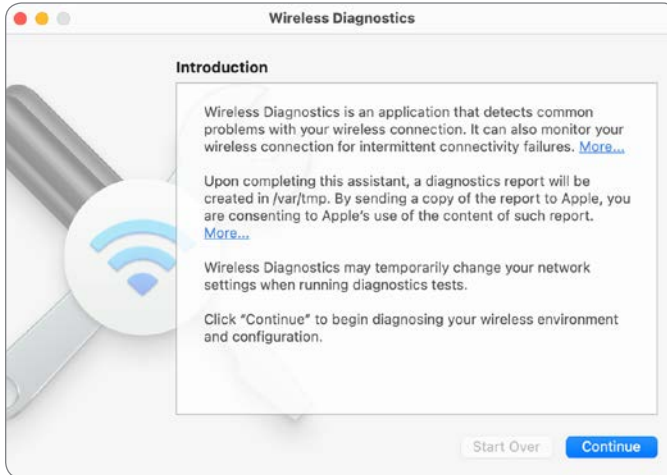 Wireless Diagnostics
Introduction
Wireless Diagnostics is an application that detects common
problems with your wireless connection. It can also monitor your
wireless connection for intermittent connectivity failures. More...
Upon completing this assistant, a diagnostics report will be
created in /var/tmp. By sending a copy of the report to Apple, you
are consenting to Apple’s use of the content of such report.
More...
Wireless Diagnostics may temporarily change your network
settings when running diagnostics tests.
Click “Continue” to begin diagnosing your wireless environment
and configuration.
Start Over Continue